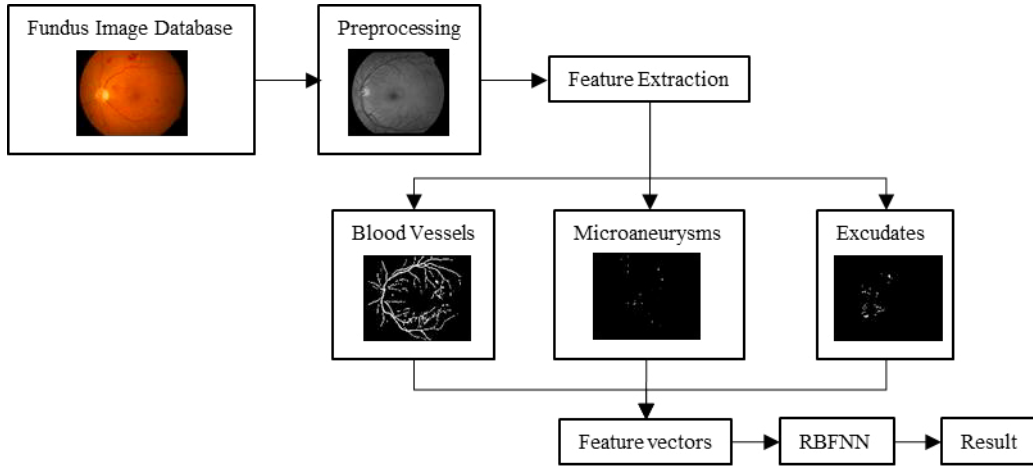 Fundus Image Database
Preprocessing
Feature Extraction
Blood Vessels
Microaneurysms
Excudates
Feature vectors
RBFNN
Result